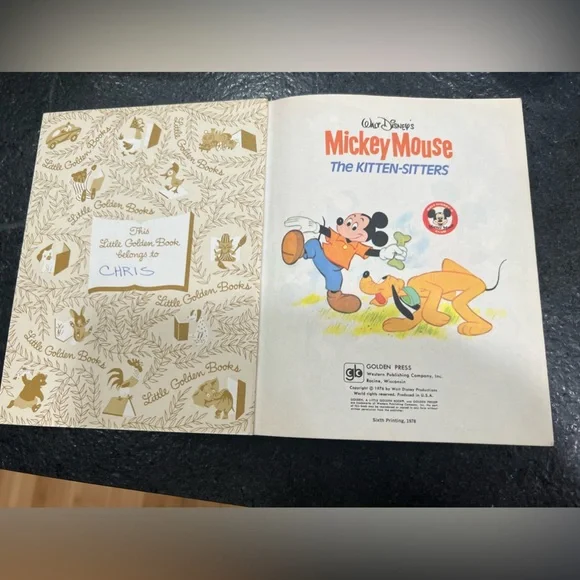 Little Golden Books
Little Golden Books
Little Golden Books
This
Little Golden Book
belongs to
CHRIS
Little Golden Books
Little Golden Books
Little Golden Books
Little Golden Books
WALT DISNEY'S
Mickey Mouse
The KITTEN-SITTERS
GOLDEN PRESS
Western Publishing Company, Inc.
Racine, Wisconsin
Copyright © 1976 by Walt Disney Productions
World rights reserved. Produced in U.S.A.
Sixth Printing, 1978